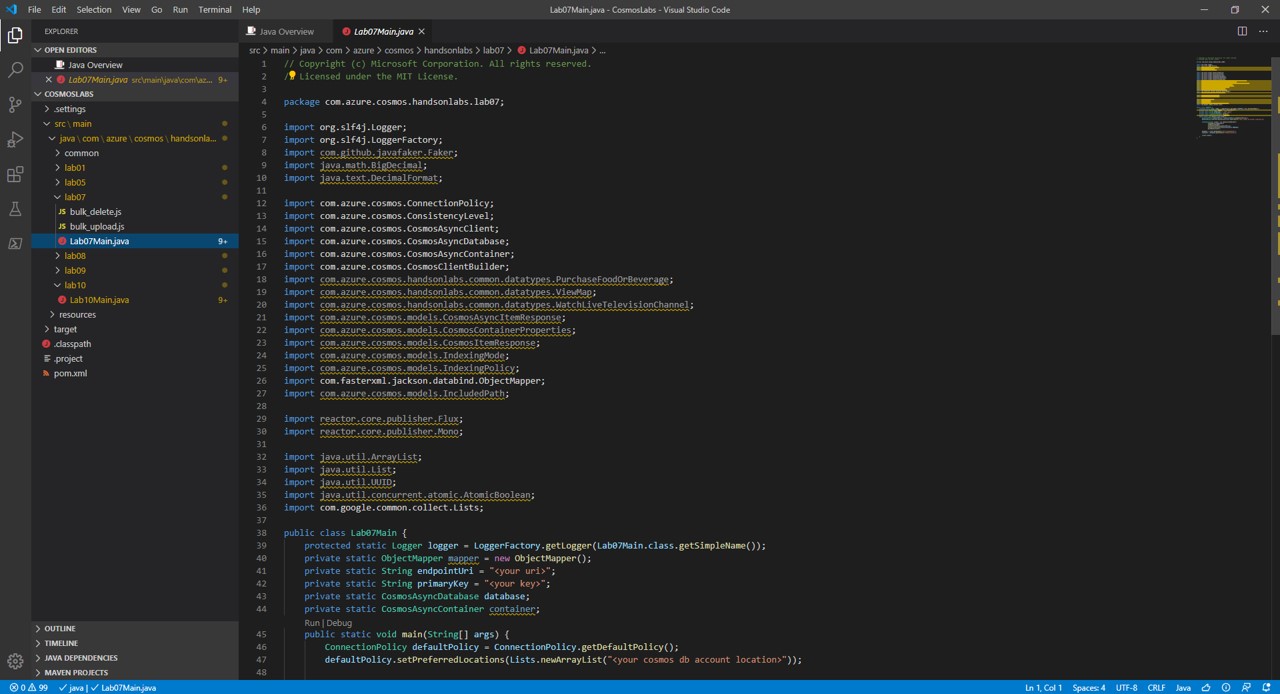 File Edit Selection View Go Run Terminal Help
Lab07Main.java - CosmosLabs - Visual Studio Code
EXPLORER
OPEN EDITORS
Java Overview
Lab07Main.java src\main\java\com\az... 9+
COSMOSLABS
.settings
src \ main
java \ com \ azure \ cosmos \ handsonla...
common
lab01
lab05
lab07
JS bulk_delete.js
JS bulk_upload.js
Lab07Main.java 9+
lab08
lab09
lab10
Lab10Main.java 9+
resources
target
.classpath
.project
pom.xml
OUTLINE
TIMELINE
JAVA DEPENDENCIES
MAVEN PROJECTS
Java Overview
Lab07Main.java
src > main > java > com > azure > cosmos > handsonlabs > lab07 > Lab07Main.java > ...
1 // Copyright (c) Microsoft Corporation. All rights reserved.
2 / Licensed under the MIT License.
3
4 package com.azure.cosmos.handsonlabs.lab07;
5
6 import org.slf4j.Logger;
7 import org.slf4j.LoggerFactory;
8 import com.github.javafaker.Faker;
9 import java.math.BigDecimal;
10 import java.text.DecimalFormat;
11
12 import com.azure.cosmos.ConnectionPolicy;
13 import com.azure.cosmos.ConsistencyLevel;
14 import com.azure.cosmos.CosmosAsyncClient;
15 import com.azure.cosmos.CosmosAsyncDatabase;
16 import com.azure.cosmos.CosmosAsyncContainer;
17 import com.azure.cosmos.CosmosClientBuilder;
18 import com.azure.cosmos.handsonlabs.common.datatypes.PurchaseFoodOrBeverage;
19 import com.azure.cosmos.handsonlabs.common.datatypes.ViewMap;
20 import com.azure.cosmos.handsonlabs.common.datatypes.WatchLiveTelevisionChannel;
21 import com.azure.cosmos.models.CosmosAsyncItemResponse;
22 import com.azure.cosmos.models.CosmosContainerProperties;
23 import com.azure.cosmos.models.CosmosItemResponse;
24 import com.azure.cosmos.models.IndexingMode;
25 import com.azure.cosmos.models.IndexingPolicy;
26 import com.fasterxml.jackson.databind.ObjectMapper;
27 import com.azure.cosmos.models.IncludedPath;
28
29 import reactor.core.publisher.Flux;
30 import reactor.core.publisher.Mono;
31
32 import java.util.ArrayList;
33 import java.util.List;
34 import java.util.UUID;
35 import java.util.concurrent.atomic.AtomicBoolean;
36 import com.google.common.collect.Lists;
37
38 public class Lab07Main {
39 protected static Logger logger = LoggerFactory.getLogger(Lab07Main.class.getSimpleName());
40 private static ObjectMapper mapper = new ObjectMapper();
41 private static String endpointUri = "<your uri>";
42 private static String primaryKey = "<your key>";
43 private static CosmosAsyncDatabase database;
44 private static CosmosAsyncContainer container;
Run | Debug
45 public static void main(String[] args) {
46 ConnectionPolicy defaultPolicy = ConnectionPolicy.getDefaultPolicy();
47 defaultPolicy.setPreferredLocations(Lists.newArrayList("<your cosmos db account location>"));
48
0 99 java | Lab07Main.java
Ln 1, Col 1 Spaces: 4 UTF-8 CRLF Java